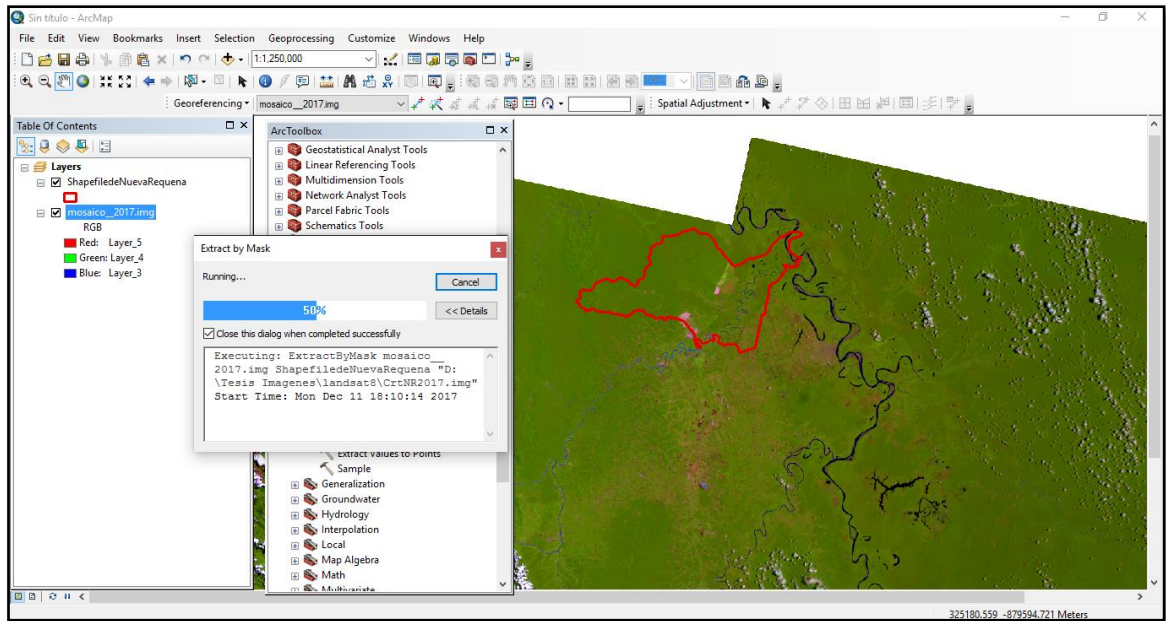 Sin título - ArcMap
File Edit View Bookmarks Insert Selection Geoprocessing Customize Windows Help
1:1,250,000
Georeferencing mosaico__2017.img Spatial Adjustment
Table Of Contents
Layers
ShapefiledeNuevaRequena
mosaico__2017.img
RGB
Red: Layer_5
Green: Layer_4
Blue: Layer_3
ArcToolbox
Geostatistical Analyst Tools
Linear Referencing Tools
Multidimension Tools
Network Analyst Tools
Parcel Fabric Tools
Schematics Tools
Extract by Mask
Running...
Cancel
50%
<< Details
Close this dialog when completed successfully
Executing: ExtractByMask mosaico__
2017.img ShapefiledeNuevaRequena "D:
\Tesis Imagenes\landsat8\CrtNR2017.img"
Start Time: Mon Dec 11 18:10:14 2017
Extract Values to Points
Sample
Generalization
Groundwater
Hydrology
Interpolation
Local
Map Algebra
Math
Multivariate
325180.559 -879594.721 Meters